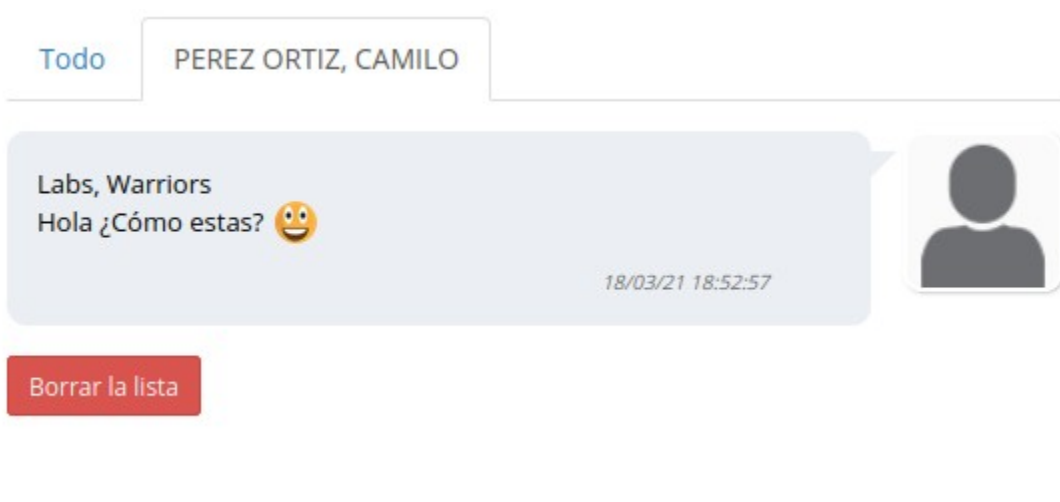 Todo
PEREZ ORTIZ, CAMILO
Labs, Warriors
Hola ¿Cómo estas?
18/03/21 18:52:57
Borrar la lista